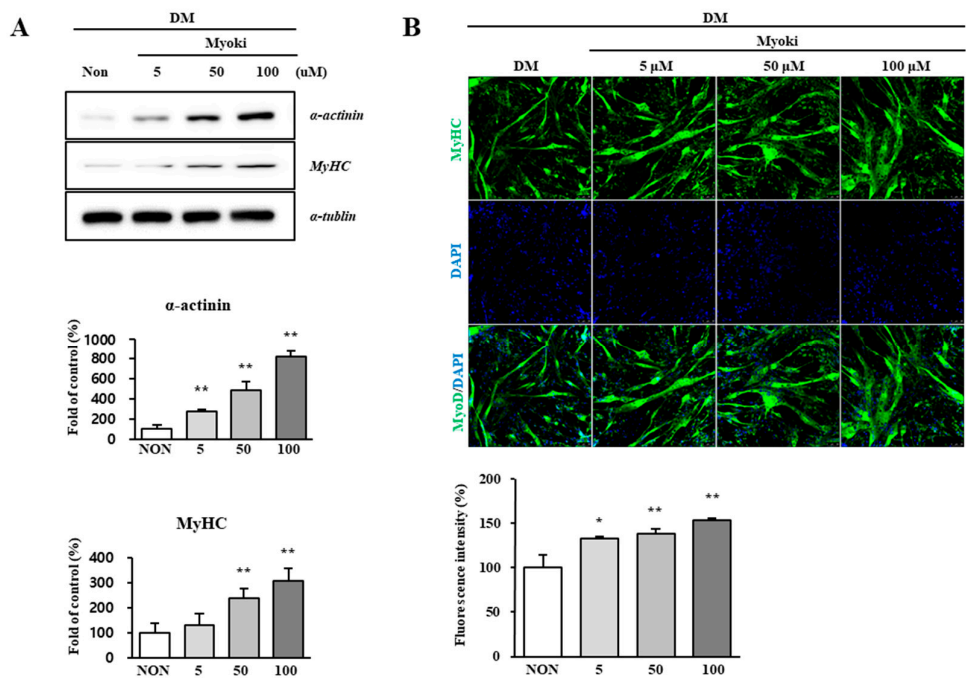 A
DM
Myoki
Non 5 50 100 (uM)
α-actinin
MyHC
α-tublin
α-actinin
Fold of control (%)
1000
800
600
400
200
0
NON 5 50 100
** ** **
MyHC
Fold of control (%)
400
300
200
100
0
NON 5 50 100
** **
B
DM
Myoki
DM 5 μM 50 μM 100 μM
MyHC
DAPI
MyoD/DAPI
Fluorescence intensity (%)
200
150
100
50
0
NON 5 50 100
* ** **